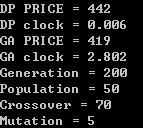 DP PRICE = 442
DP clock = 0.006
GA PRICE = 419
GA clock = 2.802
Generation = 200
Population = 50
Crossover = 70
Mutation = 5